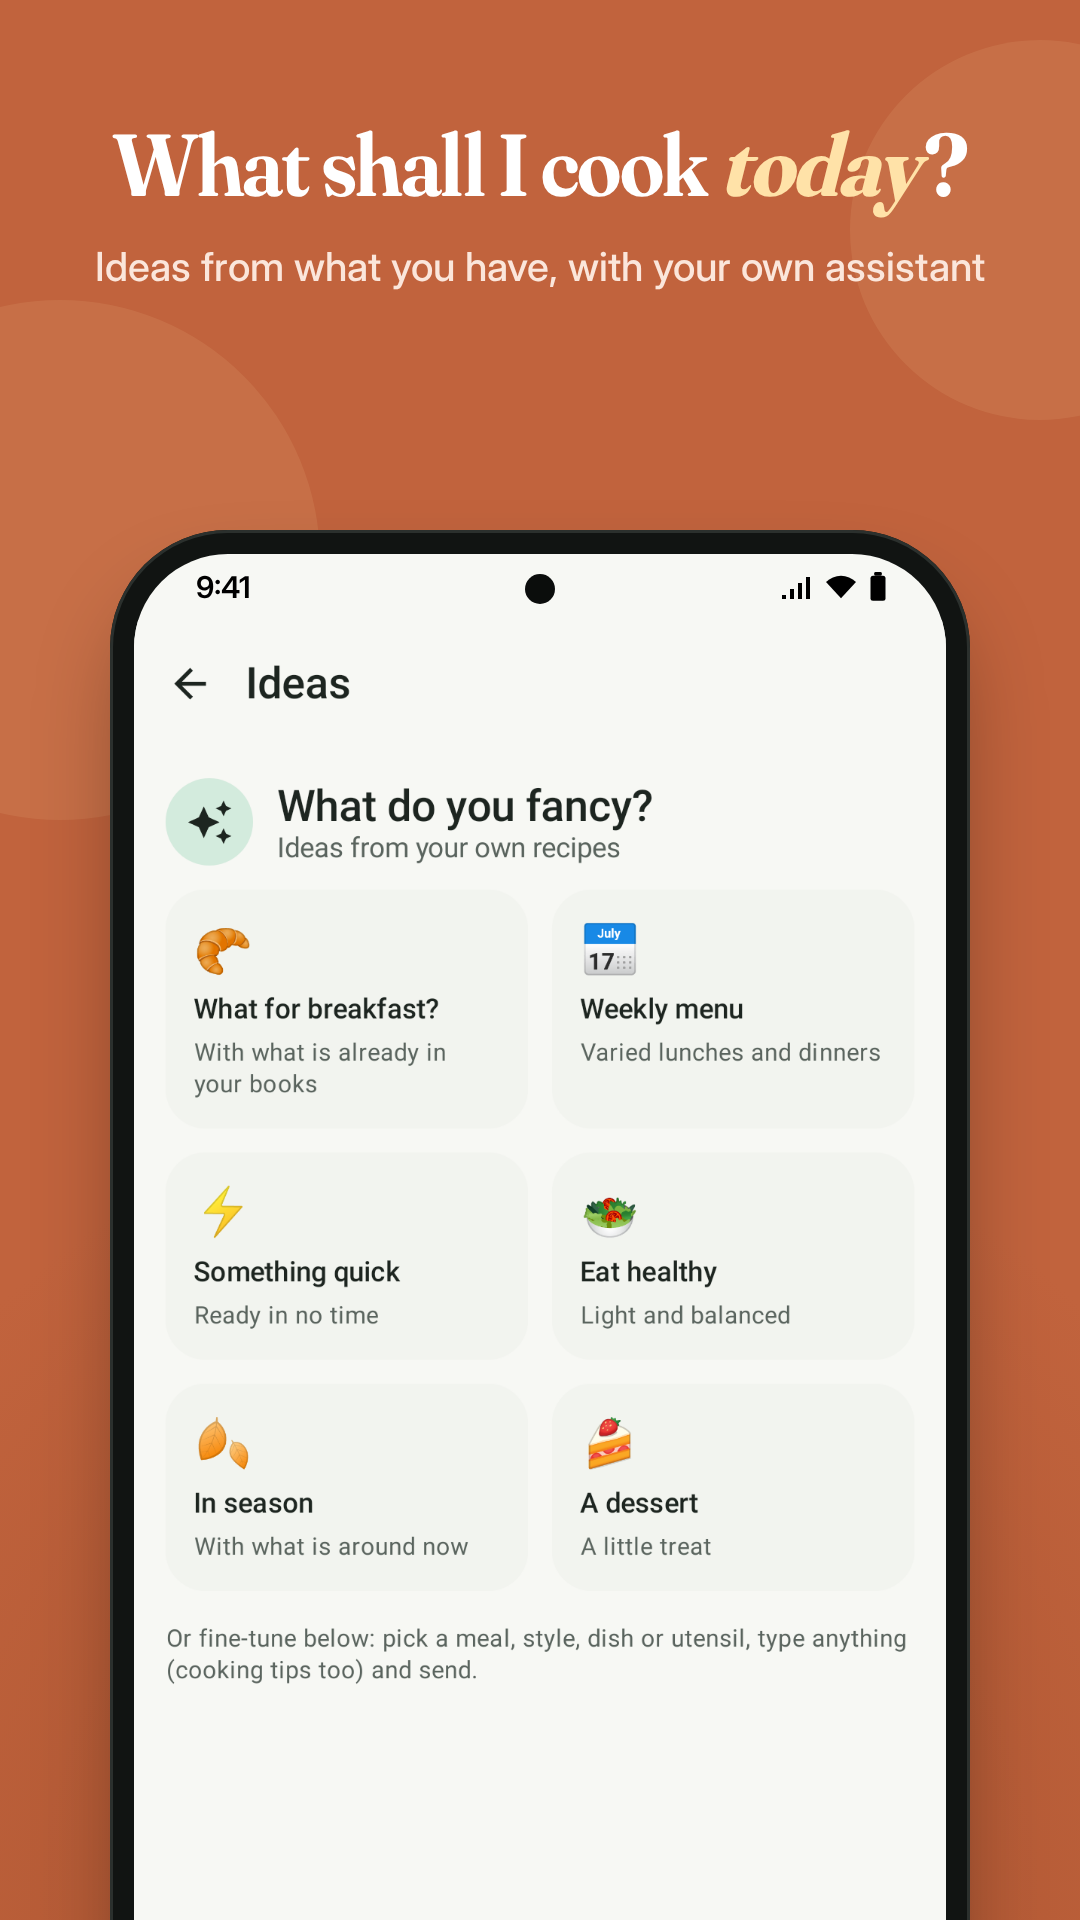 What shall I cook today?
Ideas from what you have, with your own assistant
9:41
Ideas
What do you fancy?
Ideas from your own recipes
July
17
What for breakfast?
With what is already in
your books
Weekly menu
Varied lunches and dinners
Something quick
Ready in no time
Eat healthy
Light and balanced
In season
With what is around now
A dessert
A little treat
Or fine-tune below: pick a meal, style, dish or utensil, type anything
(cooking tips too) and send.